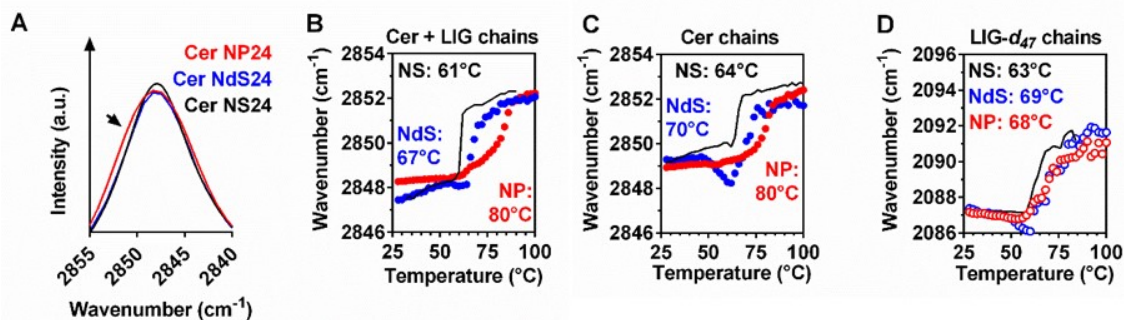 A
Cer NP24
Cer NdS24
Cer NS24
Intensity (a.u.)
2855
2850
2845
2840
Wavenumber (cm⁻¹)
B
Cer + LIG chains
Wavenumber (cm⁻¹)
2854
2852
2850
2848
2846
NS: 61°C
NdS:
67°C
NP:
80°C
25 50 75 100
Temperature (°C)
C
Cer chains
Wavenumber (cm⁻¹)
2854
2852
2850
2848
2846
NS: 64°C
NdS:
70°C
NP:
80°C
25 50 75 100
Temperature (°C)
D
LIG-d₄₇ chains
Wavenumber (cm⁻¹)
2096
2094
2092
2090
2088
2086
NS: 63°C
NdS: 69°C
NP: 68°C
25 50 75 100
Temperature (°C)